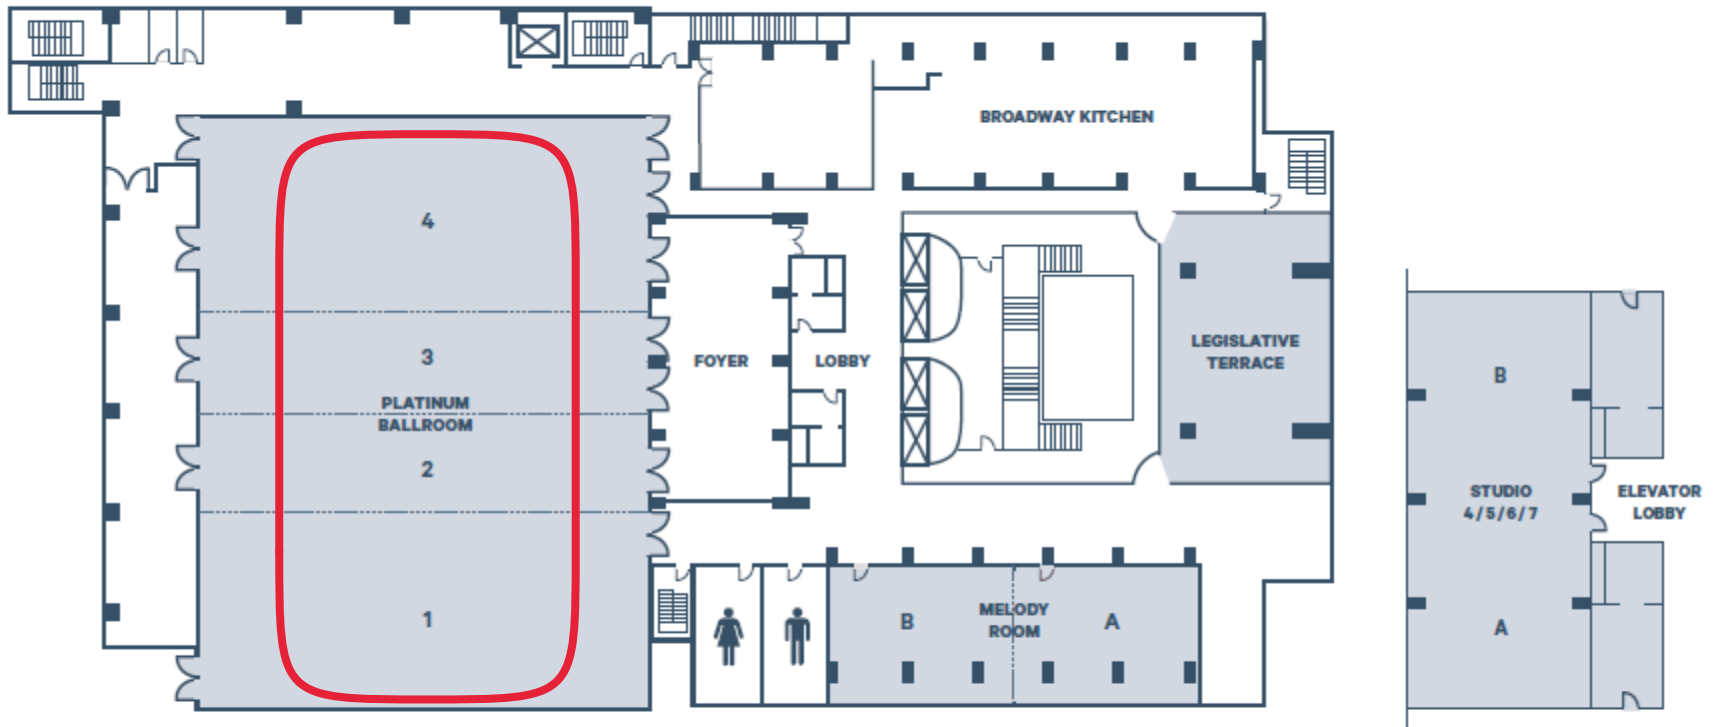 BROADWAY KITCHEN
4
3
PLATINUM
BALLROOM
2
1
FOYER
LOBBY
LEGISLATIVE
TERRACE
B
MELODY
ROOM
A
B
STUDIO
4/5/6/7
ELEVATOR
LOBBY
A